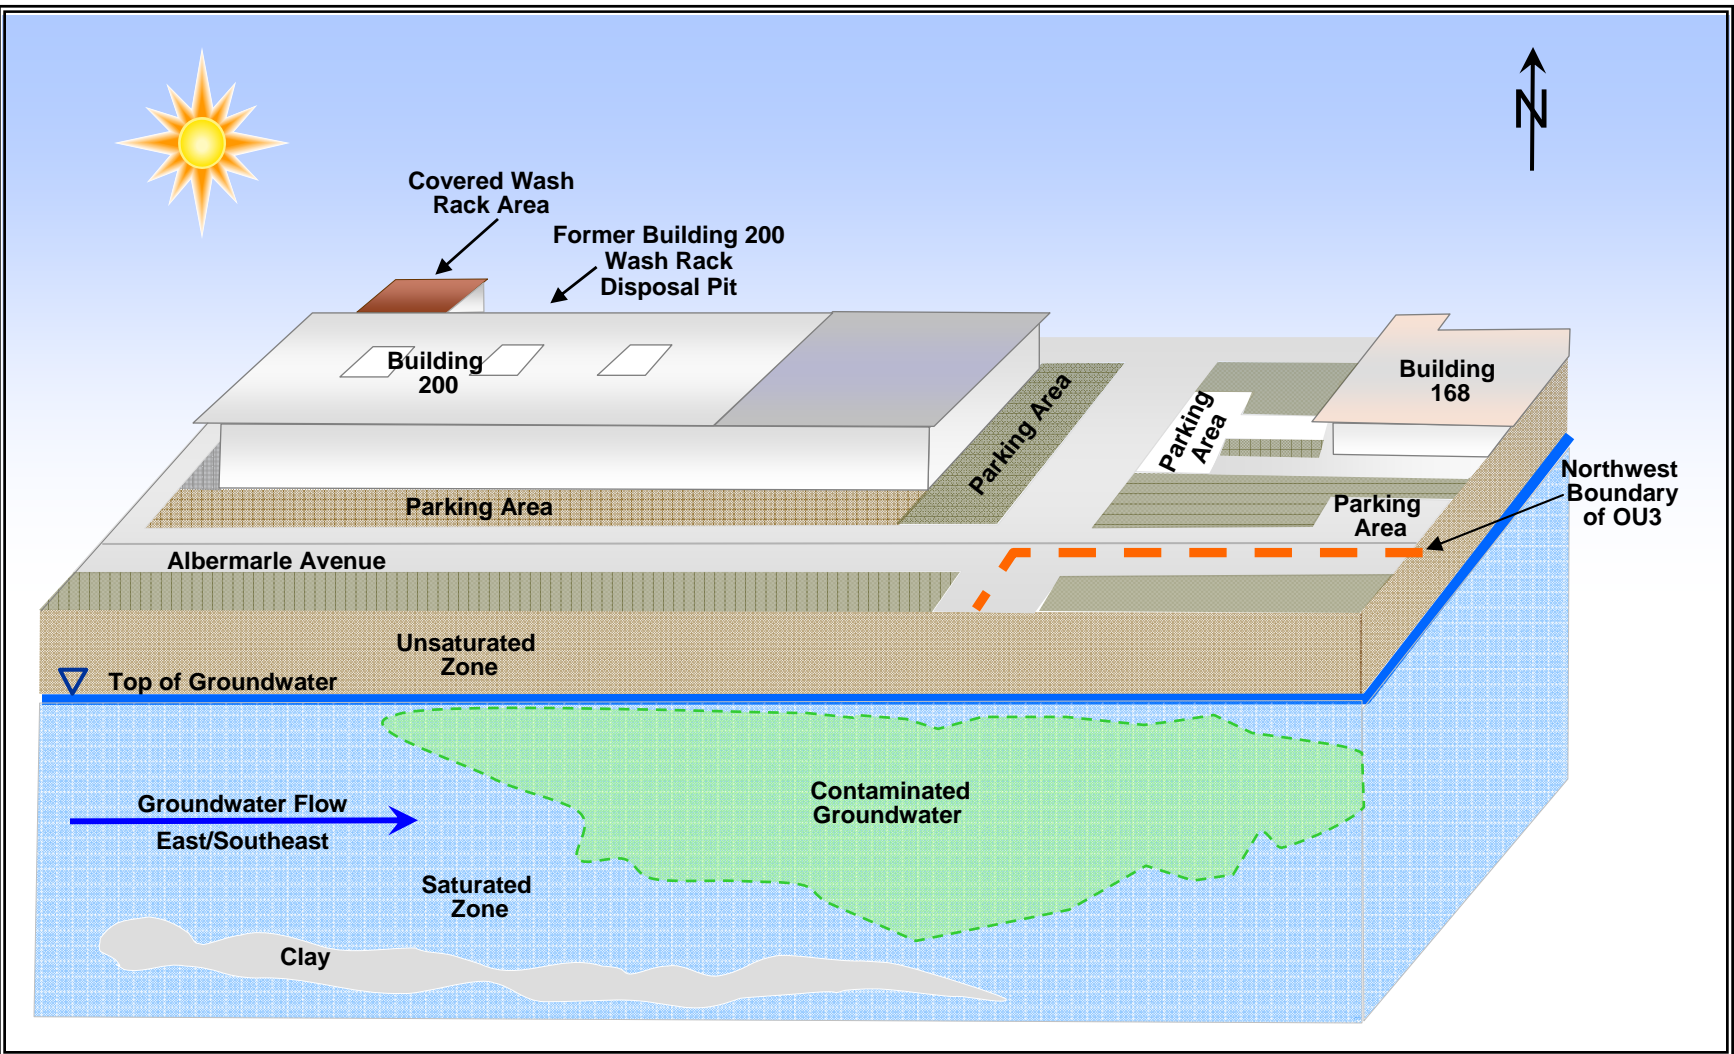 N
Covered Wash
Rack Area
Former Building 200
Wash Rack
Disposal Pit
Building
200
Building
168
Parking Area
Parking
Area
Northwest
Boundary
of OU3
Parking Area
Parking
Area
Albermarle Avenue
Unsaturated
Zone
Top of Groundwater
Contaminated
Groundwater
Groundwater Flow
East/Southeast
Saturated
Zone
Clay